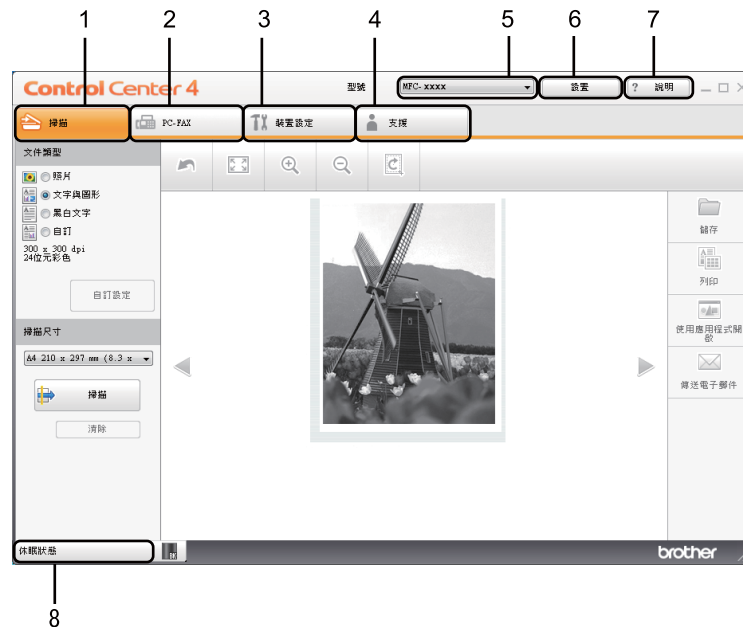 1 2 3 4 5 6 7
Control Center 4 型號 MFC- xxxx 設置 ? 說明
掃描 PC-FAX 裝置設定 支援
文件類型
照片
文字與圖形
黑白文字
自訂
300 x 300 dpi
24位元彩色
自訂設定
掃描尺寸
A4 210 x 297 mm (8.3 x
掃描
清除
儲存
列印
使用應用程式開
啟
傳送電子郵件
休眠狀態 BK brother
8